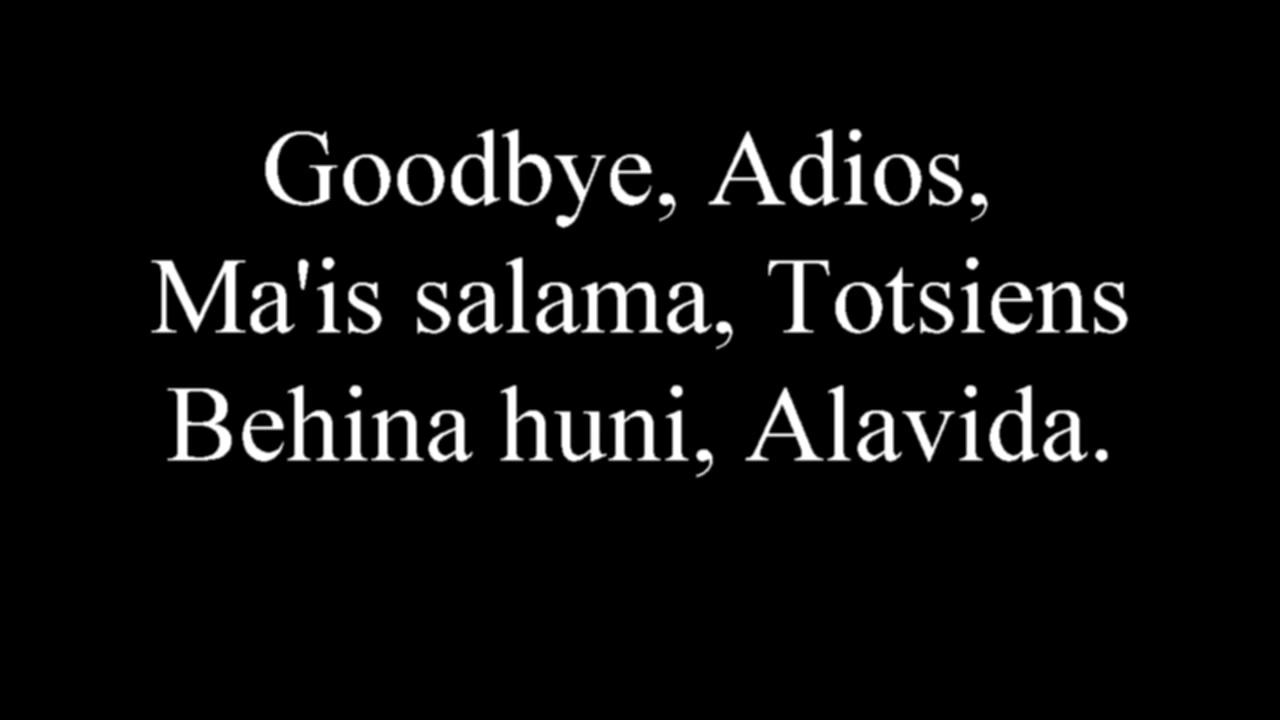 Goodbye, Adios,
Ma'is salama, Totsiens
Behina huni, Alavida.